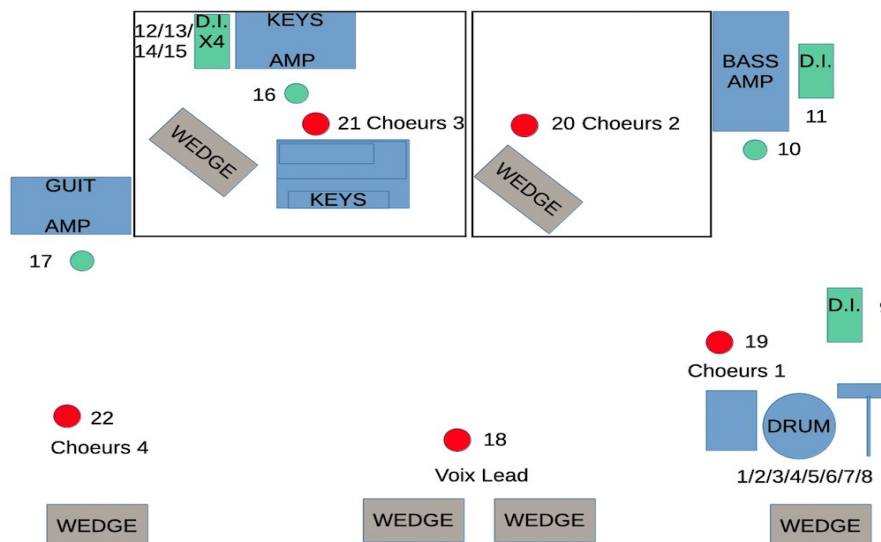 12/13/
14/15
D.I.
X4
KEYS
AMP
BASS
AMP
D.I.
11
16
21 Choeurs 3
20 Choeurs 2
10
WEDGE
WEDGE
KEYS
GUIT
AMP
17
D.I.
19
Choeurs 1
22
Choeurs 4
18
Voix Lead
DRUM
1/2/3/4/5/6/7/8
WEDGE
WEDGE
WEDGE
WEDGE